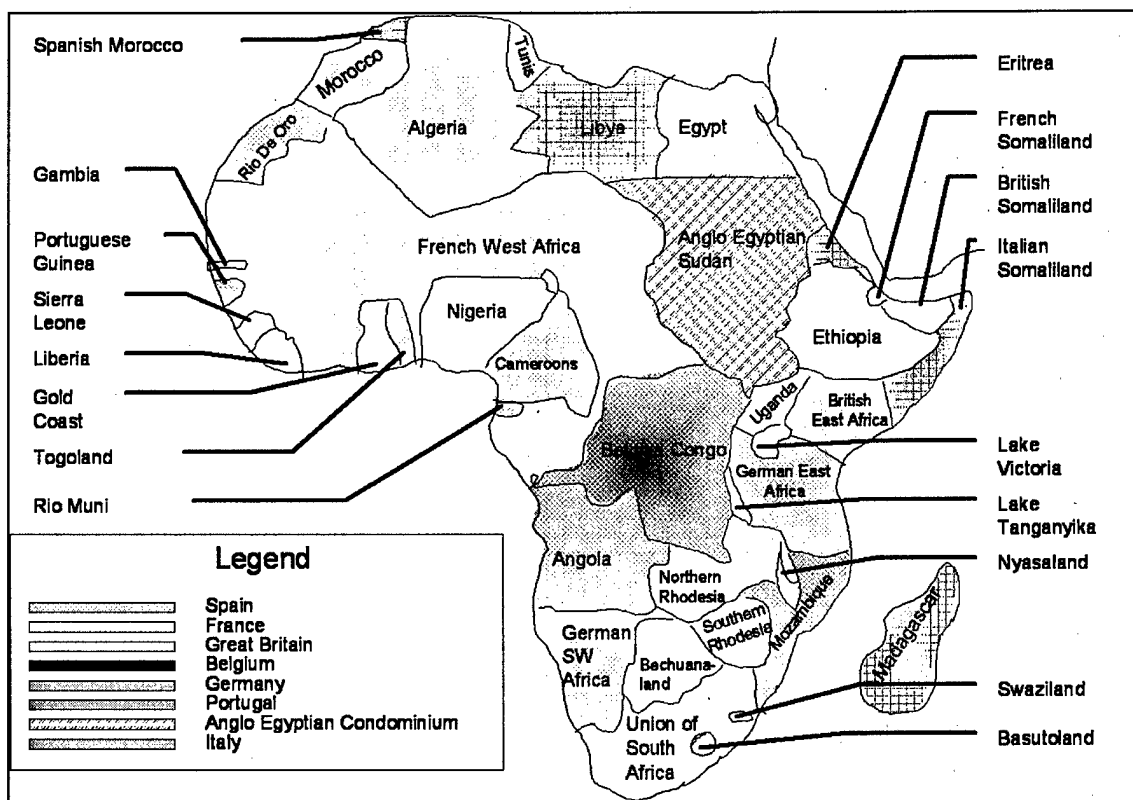 Spanish Morocco
Gambia
Portuguese
Guinea
Sierra
Leone
Liberia
Gold
Coast
Togoland
Rio Muni
Morocco
Tunis
Rio De Oro
Algeria
Libya
Egypt
French West Africa
Anglo Egyptian
Sudan
Nigeria
Cameroons
Ethiopia
Uganda
British
East Africa
Belgian Congo
German East
Africa
Angola
Northern
Rhodesia
Southern
Rhodesia
Mozambique
Madagascar
German
SW
Africa
Bechuana-
land
Union of
South
Africa
Eritrea
French
Somaliland
British
Somaliland
Italian
Somaliland
Lake
Victoria
Lake
Tanganyika
Nyasaland
Swaziland
Basutoland
Legend
Spain
France
Great Britain
Belgium
Germany
Portugal
Anglo Egyptian Condominium
Italy